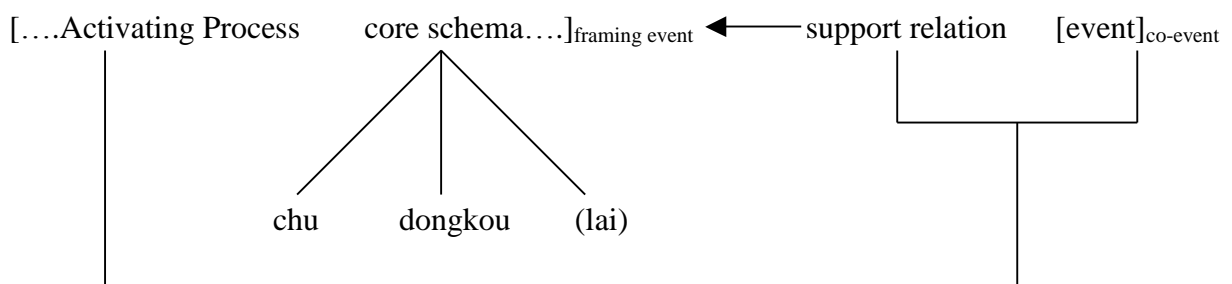 [….Activating Process core schema….]framing event support relation [event]co-event
chu dongkou (lai)